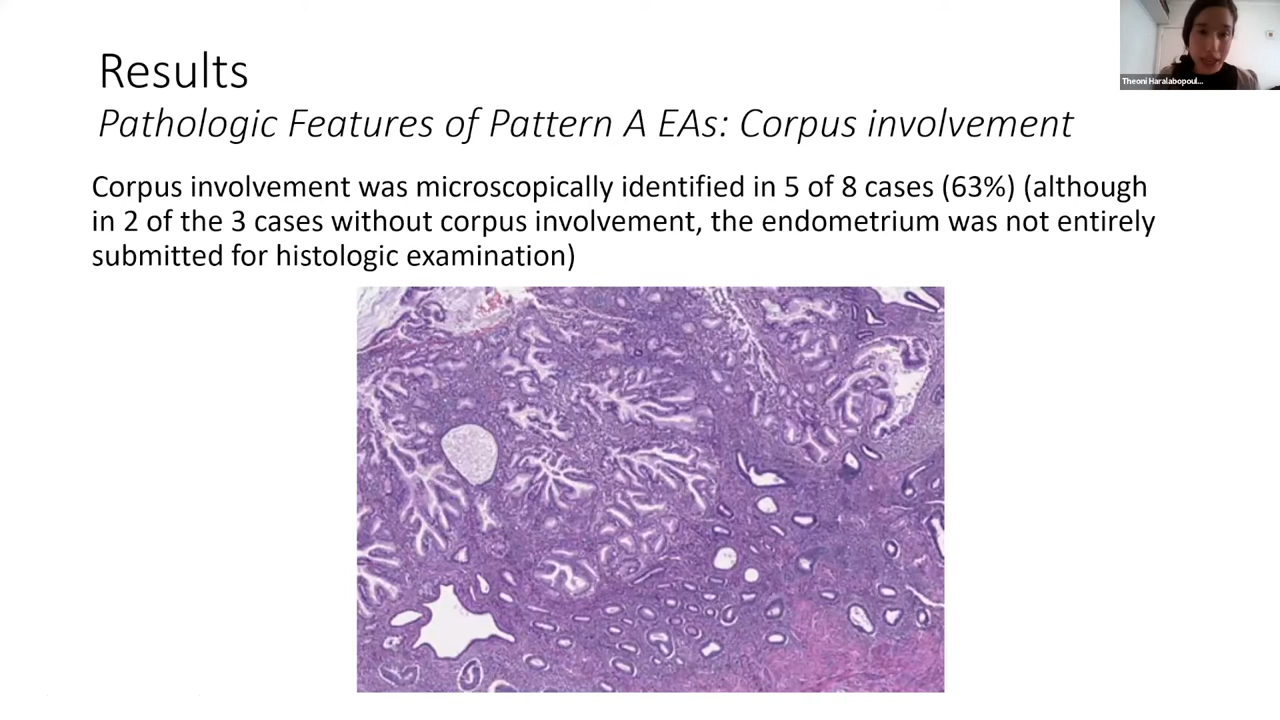 Results
Pathologic Features of Pattern A EAs: Corpus involvement
Corpus involvement was microscopically identified in 5 of 8 cases (63%) (although
in 2 of the 3 cases without corpus involvement, the endometrium was not entirely
submitted for histologic examination)
Theoni Haralabopoul...